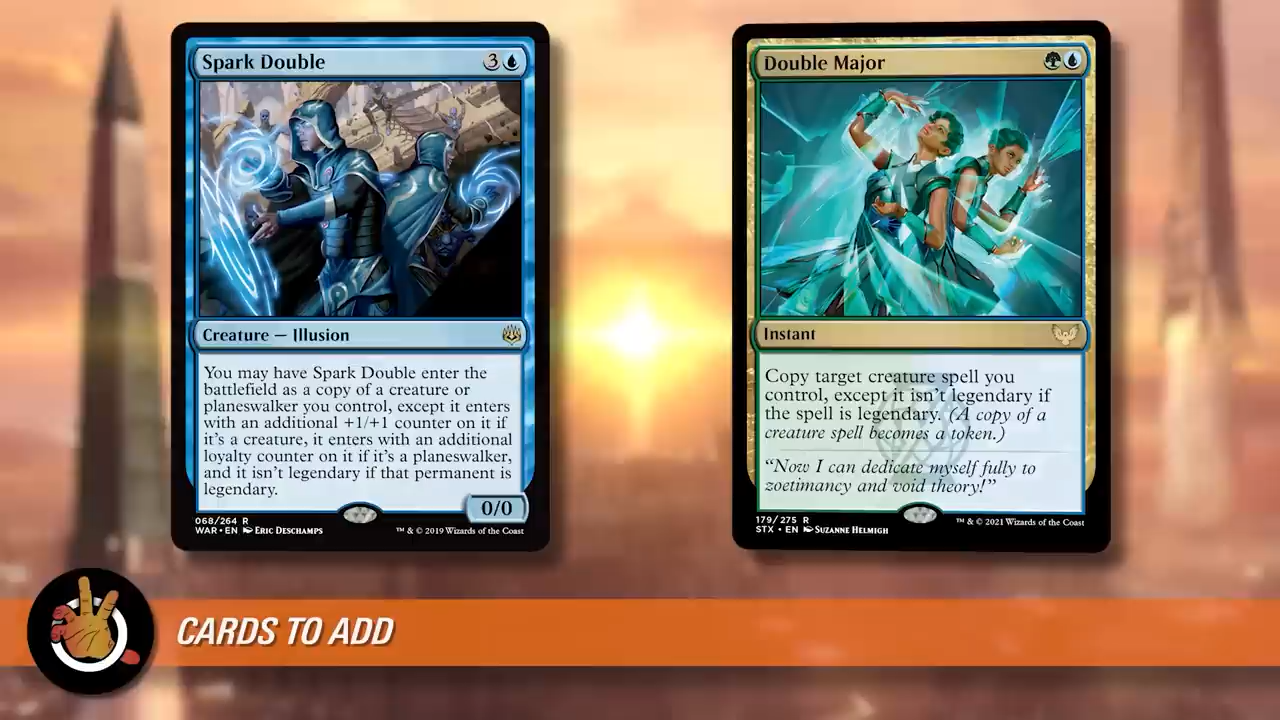 Spark Double
3
Creature — Illusion
You may have Spark Double enter the
battlefield as a copy of a creature or
planeswalker you control, except it enters
with an additional +1/+1 counter on it if
it's a creature, it enters with an additional
loyalty counter on it if it's a planeswalker,
and it isn't legendary if that permanent is
legendary.
0/0
068/264 R
WAR • EN Eric Deschamps
™ & © 2019 Wizards of the Coast
Double Major
Instant
Copy target creature spell you
control, except it isn't legendary if
the spell is legendary. (A copy of a
creature spell becomes a token.)
“Now I can dedicate myself fully to
zoetimancy and void theory!”
179/275 R
STX • EN Suzanne Helmigh
™ & © 2021 Wizards of the Coast
CARDS TO ADD